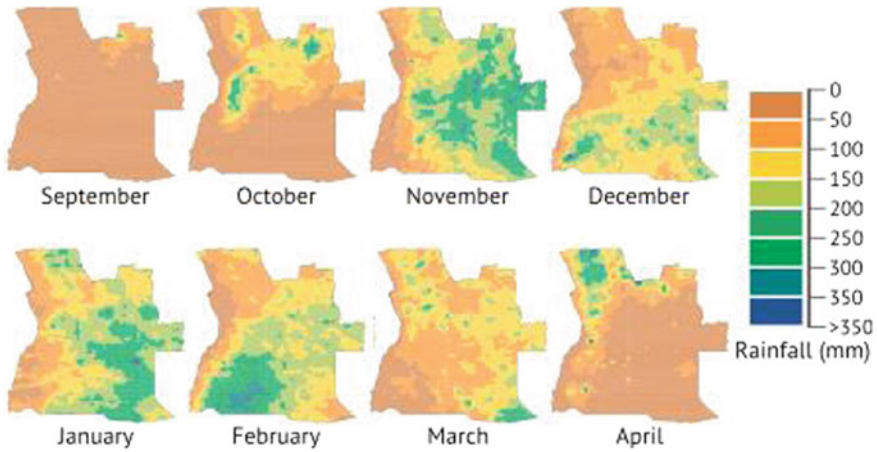 September
October
November
December
0
50
100
150
200
250
300
350
>350
Rainfall (mm)
January
February
March
April